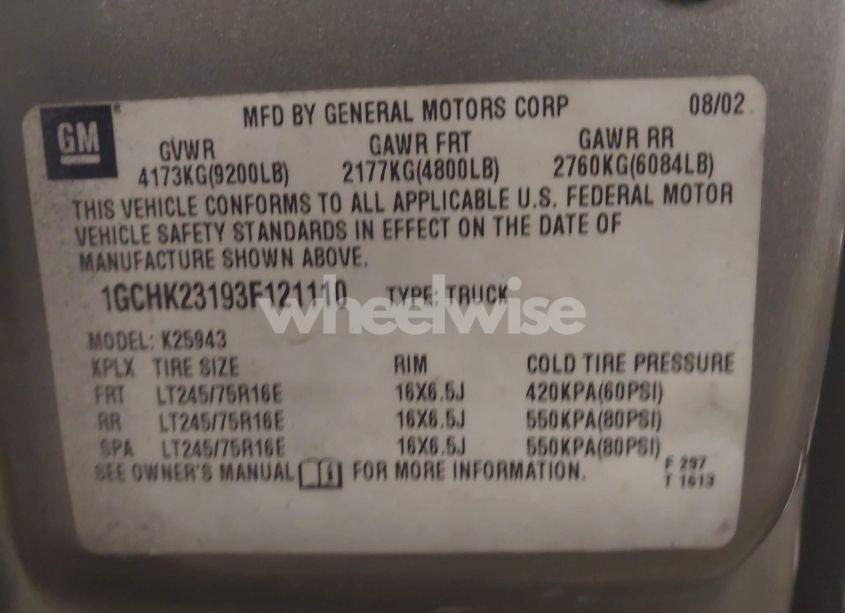 GM
MFD BY GENERAL MOTORS CORP 08/02
GVWR GAWR FRT GAWR RR
4173KG(9200LB) 2177KG(4800LB) 2760KG(6084LB)
THIS VEHICLE CONFORMS TO ALL APPLICABLE U.S. FEDERAL MOTOR
VEHICLE SAFETY STANDARDS IN EFFECT ON THE DATE OF
MANUFACTURE SHOWN ABOVE.
1GCHK23193F121110 TYPE: TRUCK
wheelwise
MODEL: K25943
KPLX TIRE SIZE RIM COLD TIRE PRESSURE
FRT LT245/75R16E 16X6.5J 420KPA(60PSI)
RR LT245/75R16E 16X6.5J 550KPA(80PSI)
SPA LT245/75R16E 16X6.5J 550KPA(80PSI)
SEE OWNER'S MANUAL FOR MORE INFORMATION.
F 297
T 1613